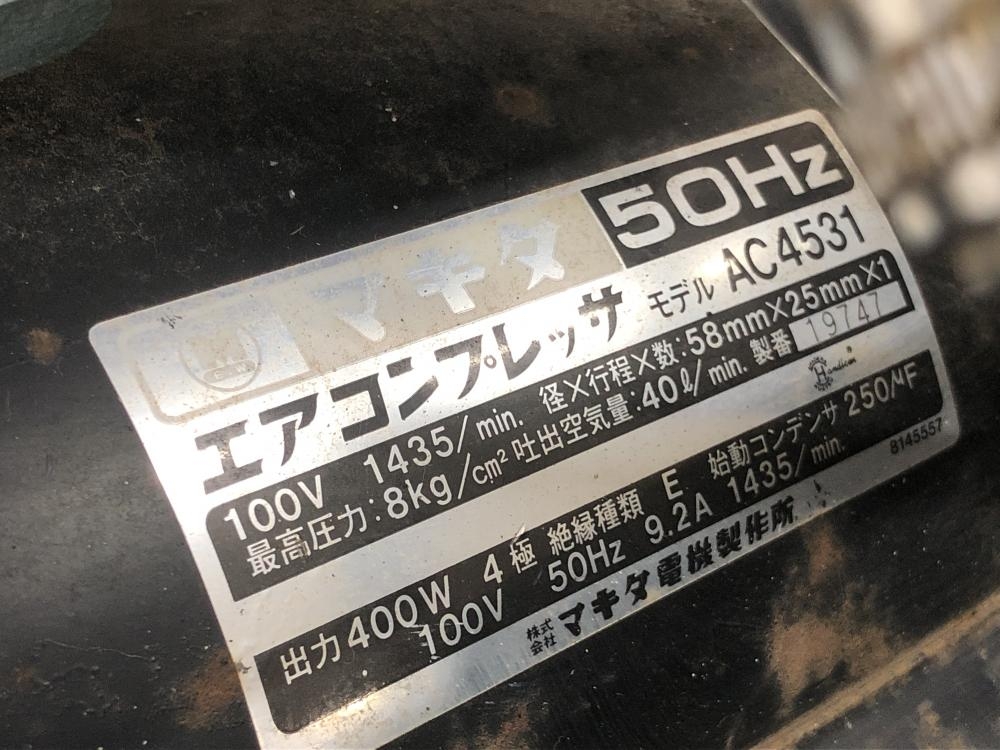 マキタ 50Hz
エアコンプレッサ モデル AC4531
100V 1435/min. 径×行程×数:58mm×25mm×1
最高圧力:8kg/cm² 吐出空気量:40ℓ/min. 製番 19747
Handicon
出力400W 4極 絶縁種類 E 始動コンデンサ 250μF
100V 50Hz 9.2A 1435/min.
株式会社 マキタ電機製作所
8145557